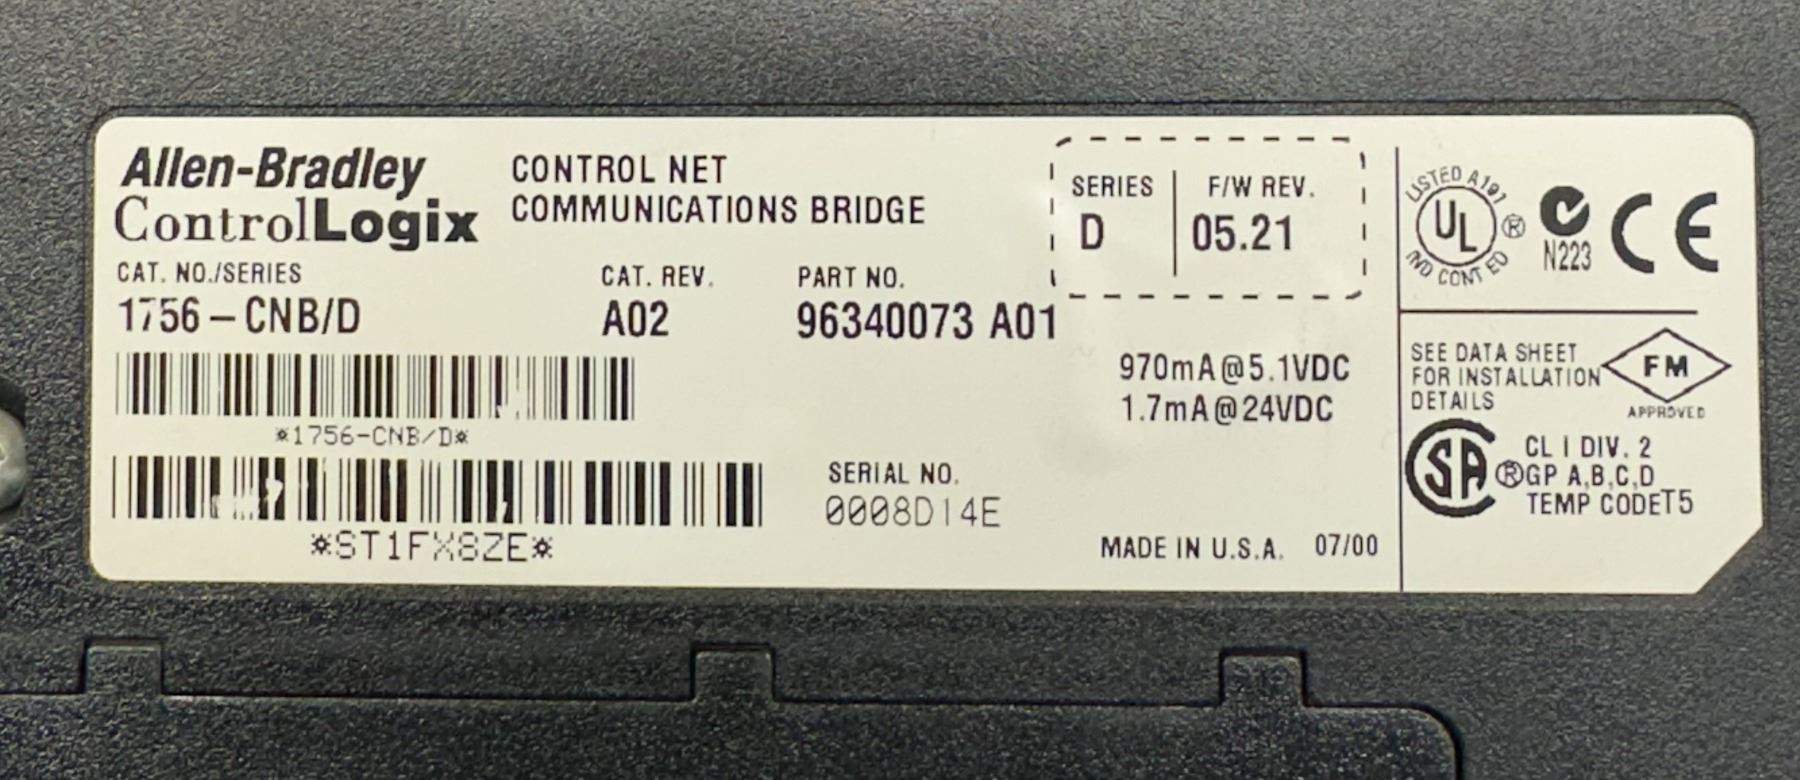 Allen-Bradley
ControlLogix
CONTROL NET
COMMUNICATIONS BRIDGE
SERIES F/W REV.
D 05.21
CAT. NO./SERIES CAT. REV. PART NO.
1756-CNB/D A02 96340073 A01
970mA@5.1VDC
1.7mA@24VDC
*1756-CNB/D*
SERIAL NO.
0008D14E
*ST1FX8ZE*
MADE IN U.S.A. 07/00
LISTED A197
UL ®
IND CONT EQ
N223
CE
SEE DATA SHEET
FOR INSTALLATION
DETAILS
FM
APPROVED
SA ®
CL I DIV. 2
GP A,B,C,D
TEMP CODET5